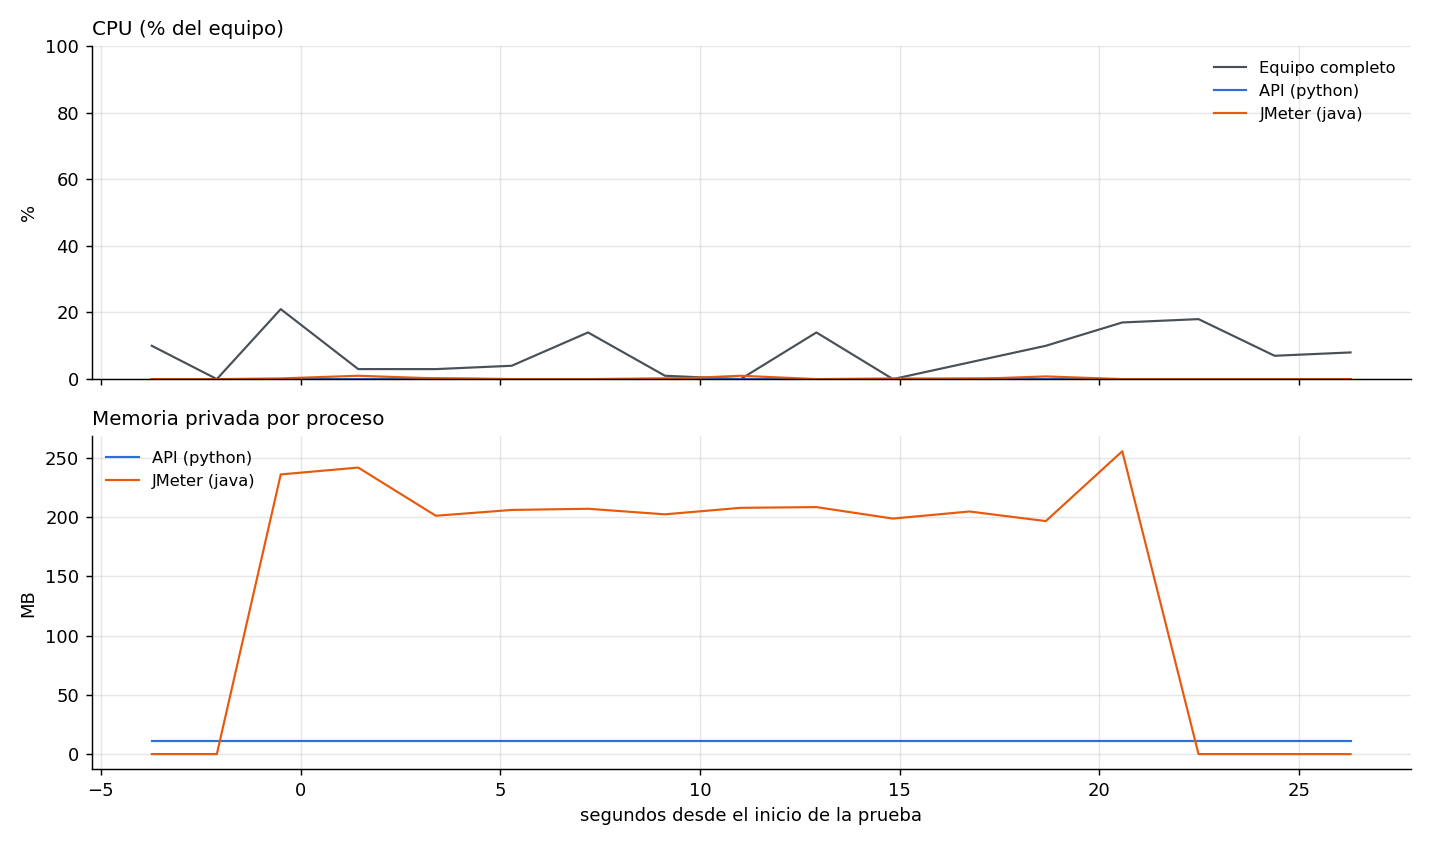 CPU (% del equipo)
100
80
60
40
20
0
%
Equipo completo
API (python)
JMeter (java)
Memoria privada por proceso
250
200
150
100
50
0
MB
API (python)
JMeter (java)
−5 0 5 10 15 20 25
segundos desde el inicio de la prueba